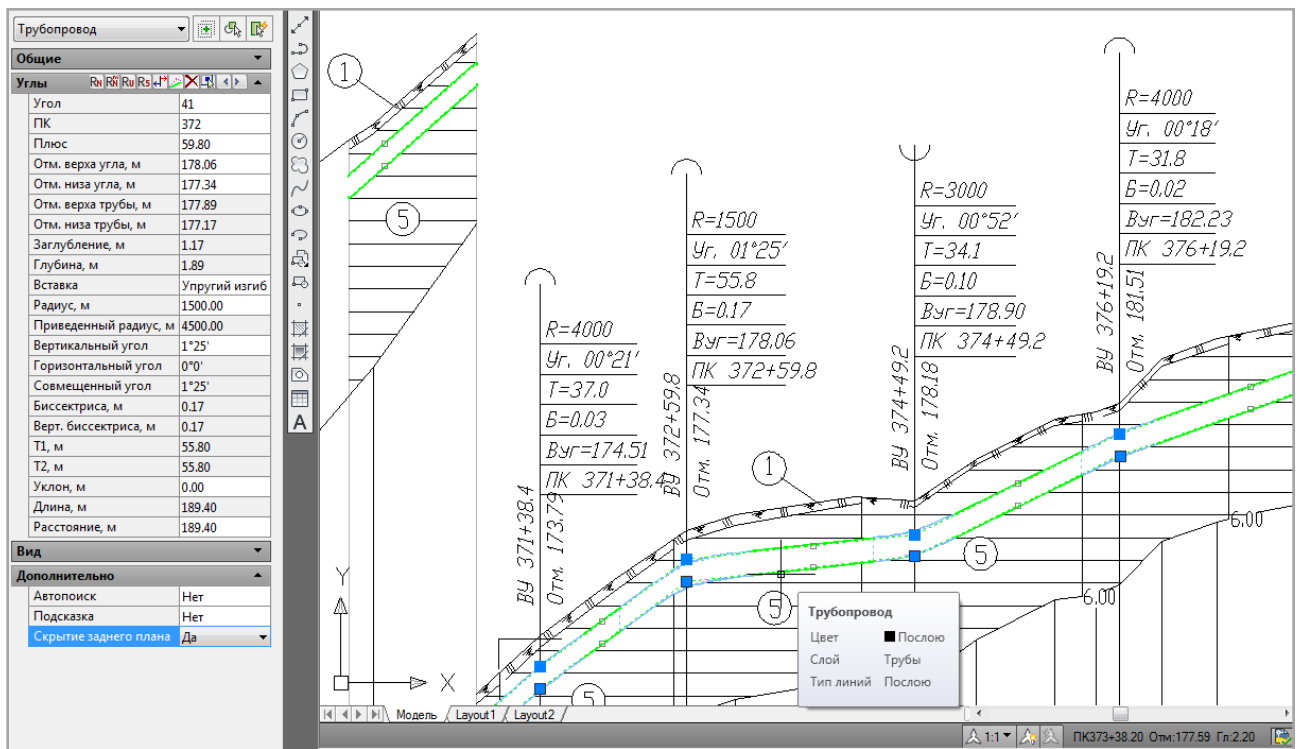 Трубопровод
Общие
Углы
Угол 41
ПК 372
Плюс 59.80
Отм. верха угла, м 178.06
Отм. низа угла, м 177.34
Отм. верха трубы, м 177.89
Отм. низа трубы, м 177.17
Заглубление, м 1.17
Глубина, м 1.89
Вставка Упругий изгиб
Радиус, м 1500.00
Приведенный радиус, м 4500.00
Вертикальный угол 1°25'
Горизонтальный угол 0°0'
Совмещенный угол 1°25'
Биссектриса, м 0.17
Верт. биссектриса, м 0.17
Т1, м 55.80
Т2, м 55.80
Уклон, м 0.00
Длина, м 189.40
Расстояние, м 189.40
Вид
Дополнительно
Автопоиск Нет
Подсказка Нет
Скрытие заднего плана Да
A
1
5
R=4000
Уг. 00°21'
Т=37.0
Б=0.03
Вуг=174.51
ПК 371+38.4
ВУ 371+38.4
Отм. 173.79
R=1500
Уг. 01°25'
Т=55.8
Б=0.17
Вуг=178.06
ПК 372+59.8
ВУ 372+59.8
Отм. 177.34
R=3000
Уг. 00°52'
Т=34.1
Б=0.10
Вуг=178.90
ПК 374+49.2
ВУ 374+49.2
Отм. 178.18
R=4000
Уг. 00°18'
Т=31.8
Б=0.02
Вуг=182.23
ПК 376+19.2
ВУ 376+19.2
Отм. 181.51
1
5
5
5
6.00
6.00
Y
X
Трубопровод
Цвет Послою
Слой Трубы
Тип линий Послою
Модель Layout1 Layout2
1:1 ПК373+38.20 Отм:177.59 Гл:2.20